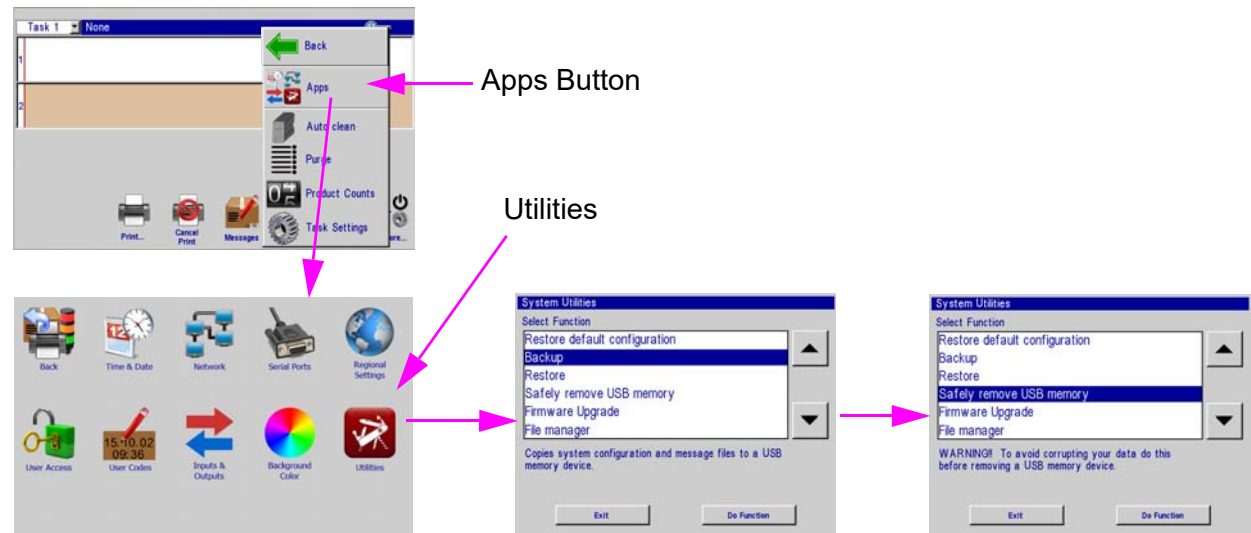 Task 1 None
1
2
Back
Apps
Auto clean
Purge
Product Counts
Task Settings
Print...
Cancel
Print
Messages
Apps Button
Utilities
Back
Time & Date
Network
Serial Ports
Regional
Settings
User Access
15.10.02
09:36
User Codes
Inputs &
Outputs
Background
Color
Utilities
System Utilities
Select Function
Restore default configuration
Backup
Restore
Safely remove USB memory
Firmware Upgrade
File manager
Copies system configuration and message files to a USB
memory device.
Exit
Do Function
System Utilities
Select Function
Restore default configuration
Backup
Restore
Safely remove USB memory
Firmware Upgrade
File manager
WARNING!! To avoid corrupting your data do this
before removing a USB memory device.
Exit
Do Function